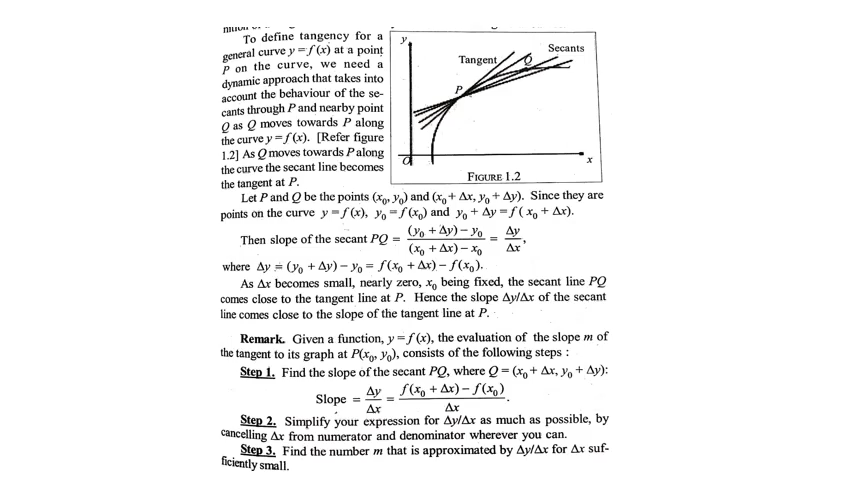 To define tangency for a
general curve y = f (x) at a point
P on the curve, we need a
dynamic approach that takes into
account the behaviour of the se-
cants through P and nearby point
Q as Q moves towards P along
the curve y = f (x). [Refer figure
1.2] As Q moves towards P along
the curve the secant line becomes
the tangent at P.
y
Tangent
Secants
Q
P
O
x
FIGURE 1.2
Let P and Q be the points (x₀, y₀) and (x₀ + Δx, y₀ + Δy). Since they are
points on the curve y = f (x), y₀ = f (x₀) and y₀ + Δy = f ( x₀ + Δx).
Then slope of the secant PQ = (y₀ + Δy) − y₀ / (x₀ + Δx) − x₀ = Δy / Δx,
where Δy = (y₀ + Δy) − y₀ = f(x₀ + Δx) − f(x₀).
As Δx becomes small, nearly zero, x₀ being fixed, the secant line PQ
comes close to the tangent line at P. Hence the slope Δy/Δx of the secant
line comes close to the slope of the tangent line at P.
Remark. Given a function, y = f (x), the evaluation of the slope m of
the tangent to its graph at P(x₀, y₀), consists of the following steps :
Step 1. Find the slope of the secant PQ, where Q = (x₀ + Δx, y₀ + Δy):
Slope = Δy / Δx = f(x₀ + Δx) − f(x₀) / Δx.
Step 2. Simplify your expression for Δy/Δx as much as possible, by
cancelling Δx from numerator and denominator wherever you can.
Step 3. Find the number m that is approximated by Δy/Δx for Δx suf-
ficiently small.